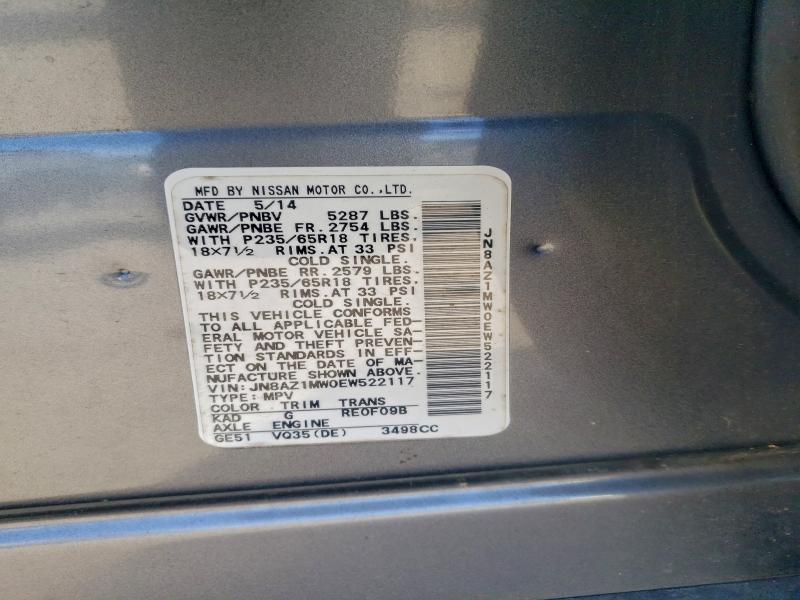 MFD BY NISSAN MOTOR CO.,LTD.
DATE 5/14
GVWR/PNBV 5287 LBS.
GAWR/PNBE FR. 2754 LBS.
WITH P235/65R18 TIRES.
18×7½ RIMS.AT 33 PSI
COLD SINGLE.
GAWR/PNBE RR. 2579 LBS.
WITH P235/65R18 TIRES.
18×7½ RIMS.AT 33 PSI
COLD SINGLE.
THIS VEHICLE CONFORMS
TO ALL APPLICABLE FED-
ERAL MOTOR VEHICLE SA-
FETY AND THEFT PREVEN-
TION STANDARDS IN EFF-
ECT ON THE DATE OF MA-
NUFACTURE SHOWN ABOVE.
VIN: JN8AZ1MW0EW522117
TYPE: MPV
COLOR TRIM TRANS
KAD G RE0F09B
AXLE ENGINE
GE51 VQ35(DE) 3498CC
JN8AZ1MW0EW522117